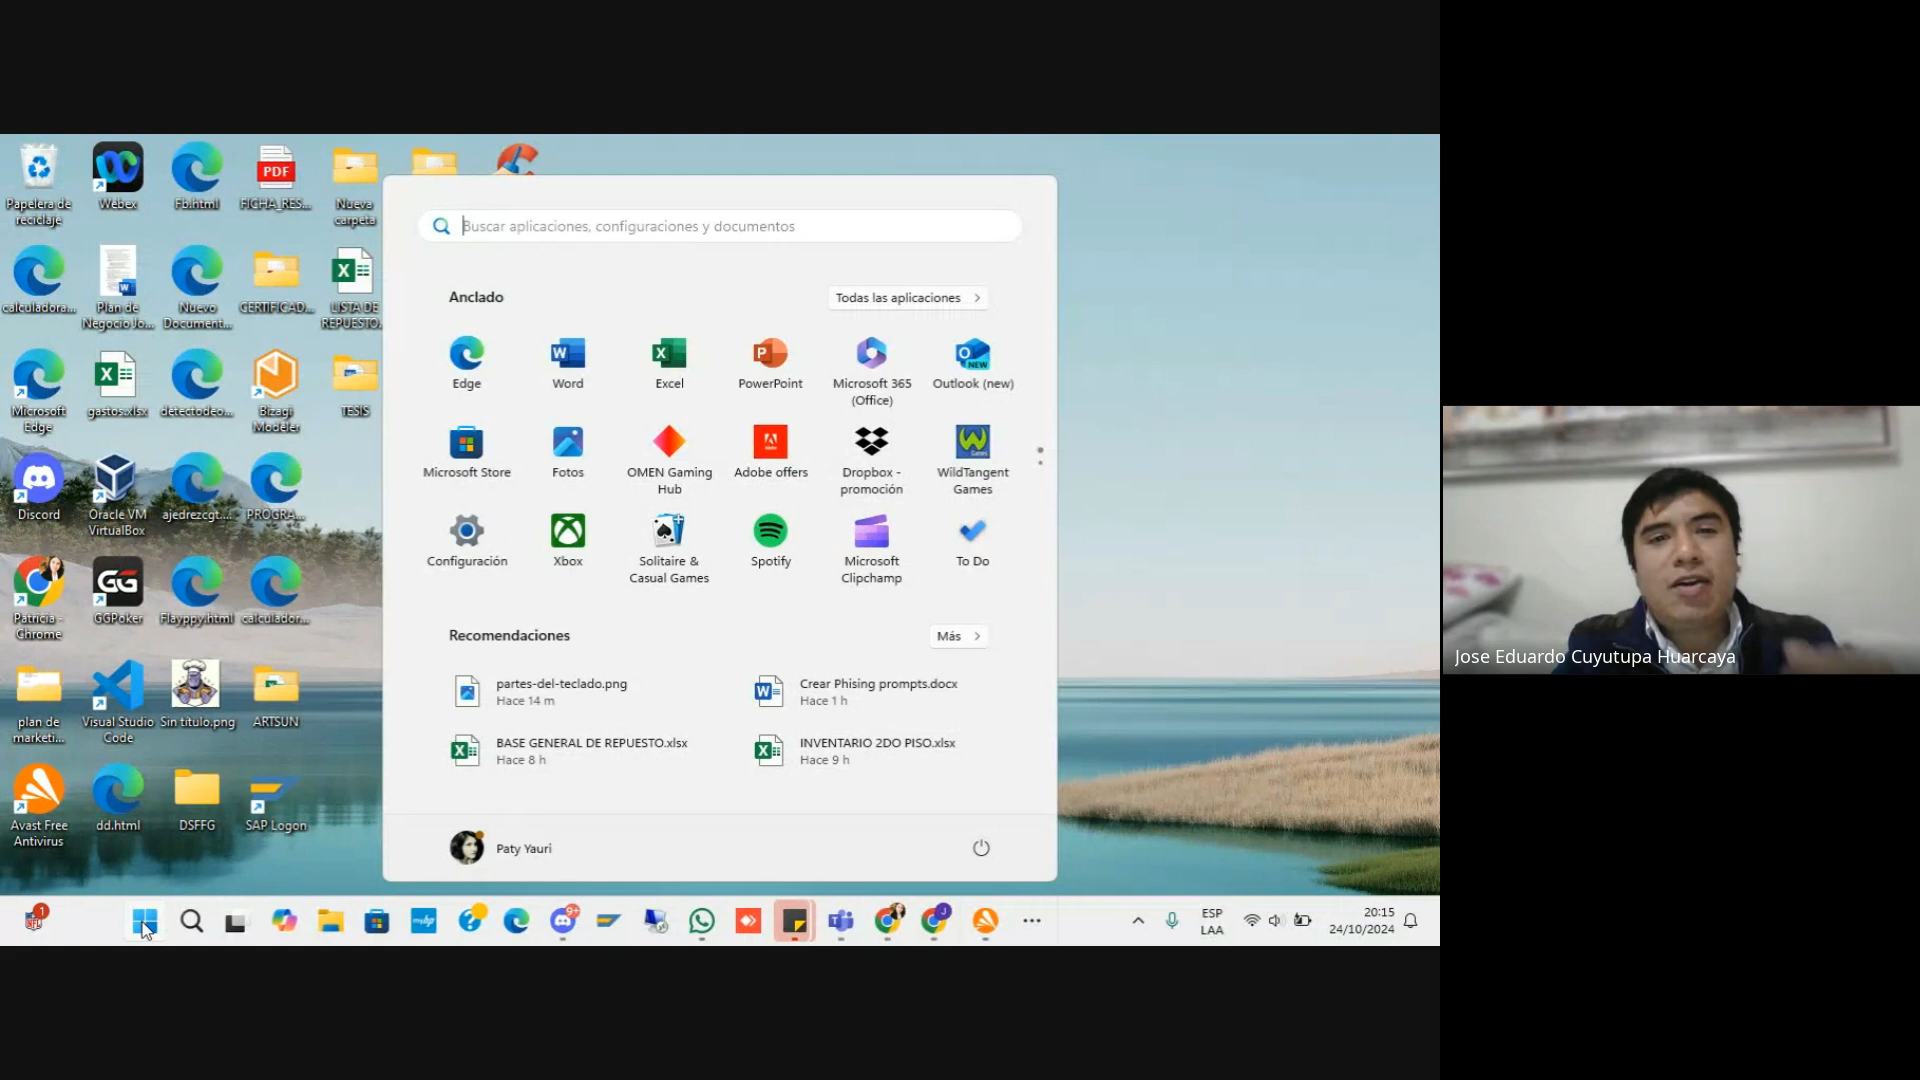 Papelera de
reciclaje
Webex
Fb.html
PDF
FICHA_RES...
Nueva
carpeta
calculadora...
Plan de
Negocio Jo...
Nuevo
Document...
CERTIFICAD...
LISTA DE
REPUESTO.
Microsoft
Edge
gastos.xlsx
detectodeo...
Bizagi
Modeler
TESIS
Discord
Oracle VM
VirtualBox
ajedrezcgt....
PROGRA...
Patricia -
Chrome
GGPoker
Flayppy.html
calculador...
plan de
marketi...
Visual Studio
Code
Sin título.png
ARTSUN
Avast Free
Antivirus
dd.html
DSFFG
SAP Logon
Buscar aplicaciones, configuraciones y documentos
Anclado
Todas las aplicaciones
Edge
Word
Excel
PowerPoint
Microsoft 365
(Office)
Outlook (new)
Microsoft Store
Fotos
OMEN Gaming
Hub
Adobe offers
Dropbox -
promoción
WildTangent
Games
Configuración
Xbox
Solitaire &
Casual Games
Spotify
Microsoft
Clipchamp
To Do
Recomendaciones
Más
partes-del-teclado.png
Hace 14 m
Crear Phising prompts.docx
Hace 1 h
BASE GENERAL DE REPUESTO.xlsx
Hace 8 h
INVENTARIO 2DO PISO.xlsx
Hace 9 h
Paty Yauri
1
9+
ESP
LAA
20:15
24/10/2024
Jose Eduardo Cuyutupa Huarcaya